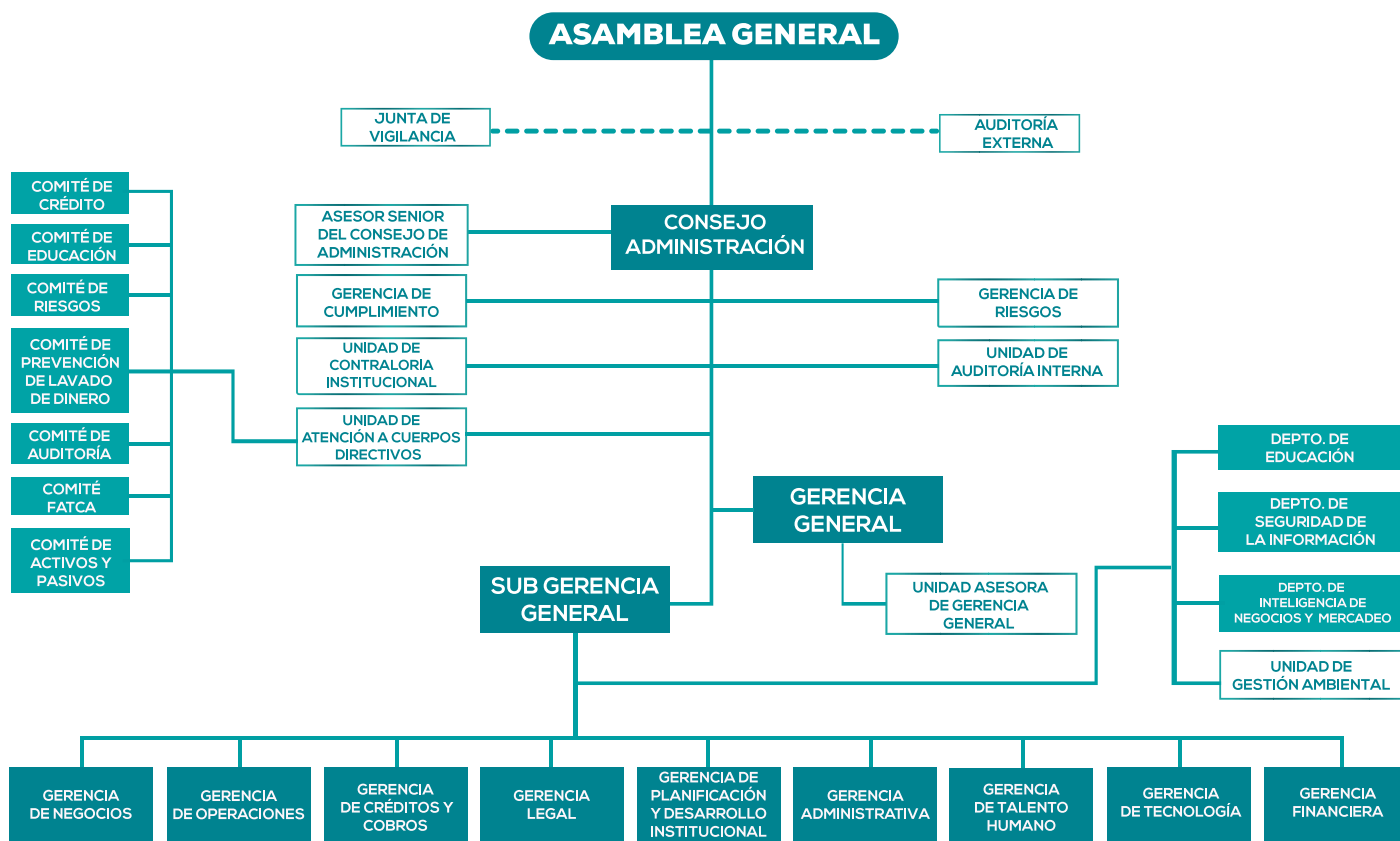 ASAMBLEA GENERAL
JUNTA DE
VIGILANCIA
AUDITORÍA
EXTERNA
COMITÉ DE
CRÉDITO
COMITÉ DE
EDUCACIÓN
COMITÉ DE
RIESGOS
COMITÉ DE
PREVENCIÓN
DE LAVADO
DE DINERO
COMITÉ DE
AUDITORÍA
COMITÉ
FATCA
COMITÉ DE
ACTIVOS Y
PASIVOS
ASESOR SENIOR
DEL CONSEJO DE
ADMINISTRACIÓN
CONSEJO
ADMINISTRACIÓN
GERENCIA DE
CUMPLIMIENTO
GERENCIA DE
RIESGOS
UNIDAD DE
CONTRALORÍA
INSTITUCIONAL
UNIDAD DE
AUDITORÍA INTERNA
UNIDAD DE
ATENCIÓN A CUERPOS
DIRECTIVOS
GERENCIA
GENERAL
UNIDAD ASESORA
DE GERENCIA
GENERAL
SUB GERENCIA
GENERAL
DEPTO. DE
EDUCACIÓN
DEPTO. DE
SEGURIDAD DE
LA INFORMACIÓN
DEPTO. DE
INTELIGENCIA DE
NEGOCIOS Y MERCADEO
UNIDAD DE
GESTIÓN AMBIENTAL
GERENCIA
DE NEGOCIOS
GERENCIA
DE OPERACIONES
GERENCIA
DE CRÉDITOS Y
COBROS
GERENCIA
LEGAL
GERENCIA DE
PLANIFICACIÓN
Y DESARROLLO
INSTITUCIONAL
GERENCIA
ADMINISTRATIVA
GERENCIA
DE TALENTO
HUMANO
GERENCIA
DE TECNOLOGÍA
GERENCIA
FINANCIERA